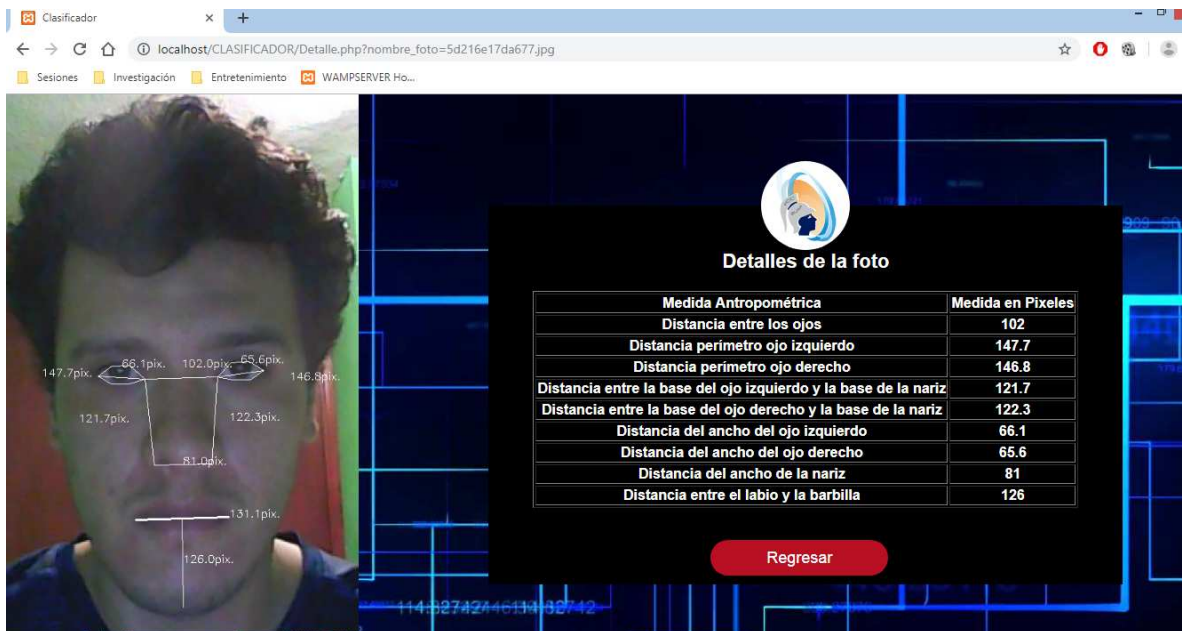 Clasificador
localhost/CLASIFICADOR/Detalle.php?nombre_foto=5d216e17da677.jpg
Sesiones Investigación Entretenimiento WAMPSERVER Ho...
66.1pix. 102.0pix. 65.6pix.
147.7pix. 146.8pix.
121.7pix. 122.3pix.
81.0pix.
131.1pix.
126.0pix.
Detalles de la foto
Medida Antropométrica Medida en Pixeles
Distancia entre los ojos 102
Distancia perímetro ojo izquierdo 147.7
Distancia perímetro ojo derecho 146.8
Distancia entre la base del ojo izquierdo y la base de la nariz 121.7
Distancia entre la base del ojo derecho y la base de la nariz 122.3
Distancia del ancho del ojo izquierdo 66.1
Distancia del ancho del ojo derecho 65.6
Distancia del ancho de la nariz 81
Distancia entre el labio y la barbilla 126
Regresar